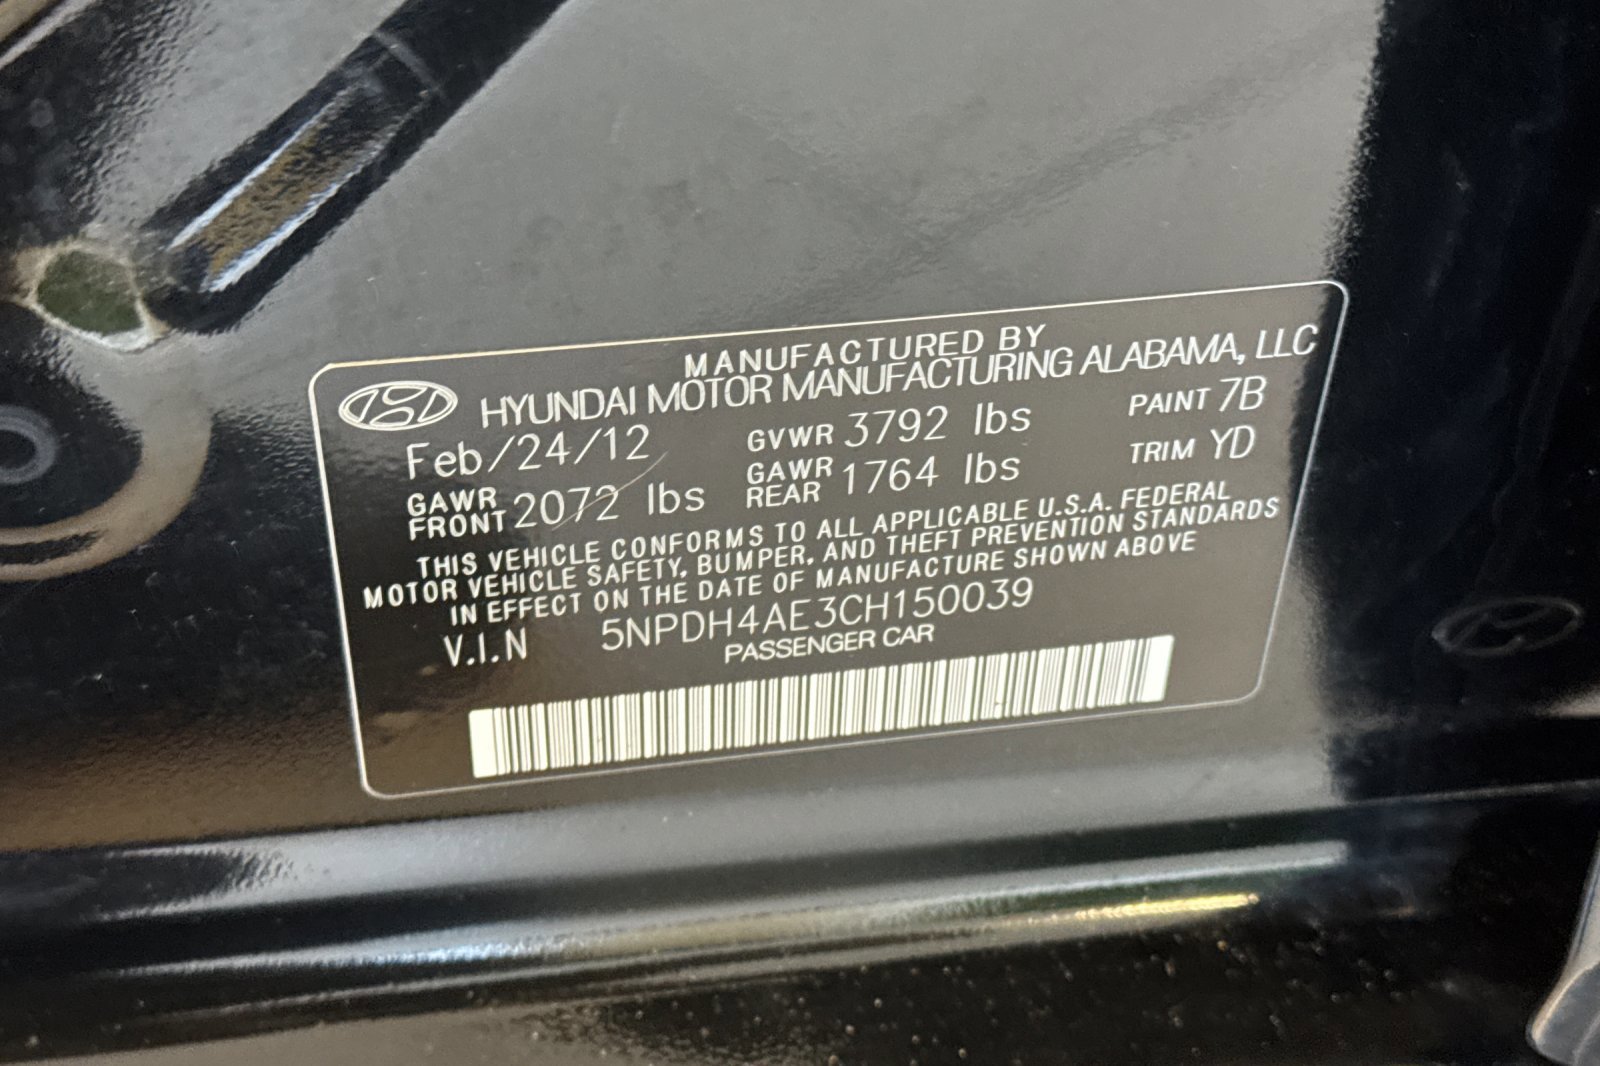 MANUFACTURED BY
HYUNDAI MOTOR MANUFACTURING ALABAMA, LLC
Feb/24/12 GVWR 3792 lbs PAINT 7B
GAWR FRONT 2072 lbs GAWR REAR 1764 lbs TRIM YD
THIS VEHICLE CONFORMS TO ALL APPLICABLE U.S.A. FEDERAL
MOTOR VEHICLE SAFETY, BUMPER, AND THEFT PREVENTION STANDARDS
IN EFFECT ON THE DATE OF MANUFACTURE SHOWN ABOVE
V.I.N 5NPDH4AE3CH150039
PASSENGER CAR